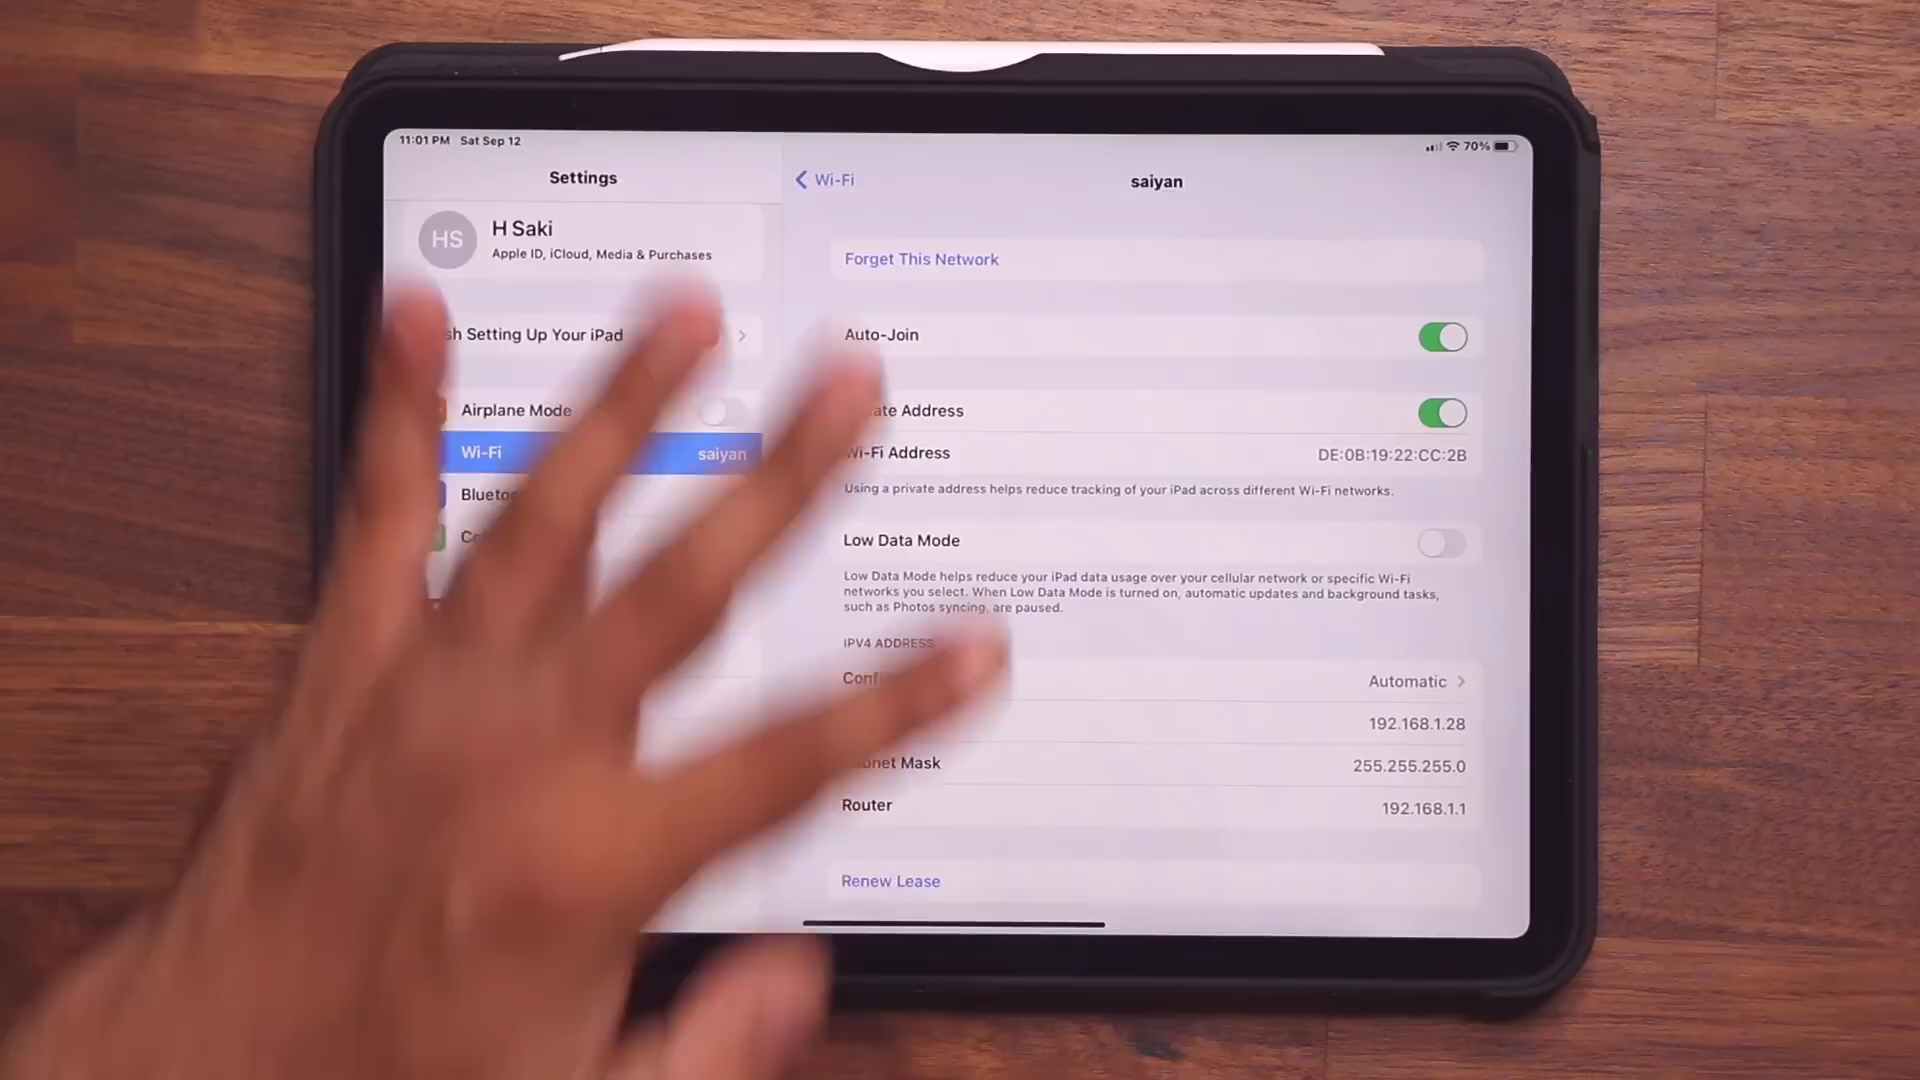 11:01 PM Sat Sep 12
70%
Settings
HS
H Saki
Apple ID, iCloud, Media & Purchases
Setting Up Your iPad
Airplane Mode
Wi-Fi saiyan
Wi-Fi
saiyan
Forget This Network
Auto-Join
Address
Wi-Fi Address DE:0B:19:22:CC:2B
Using a private address helps reduce tracking of your iPad across different Wi-Fi networks.
Low Data Mode
Low Data Mode helps reduce your iPad data usage over your cellular network or specific Wi-Fi
networks you select. When Low Data Mode is turned on, automatic updates and background tasks,
such as Photos syncing, are paused.
IPV4 ADDRESS
Automatic
192.168.1.28
Mask 255.255.255.0
Router 192.168.1.1
Renew Lease